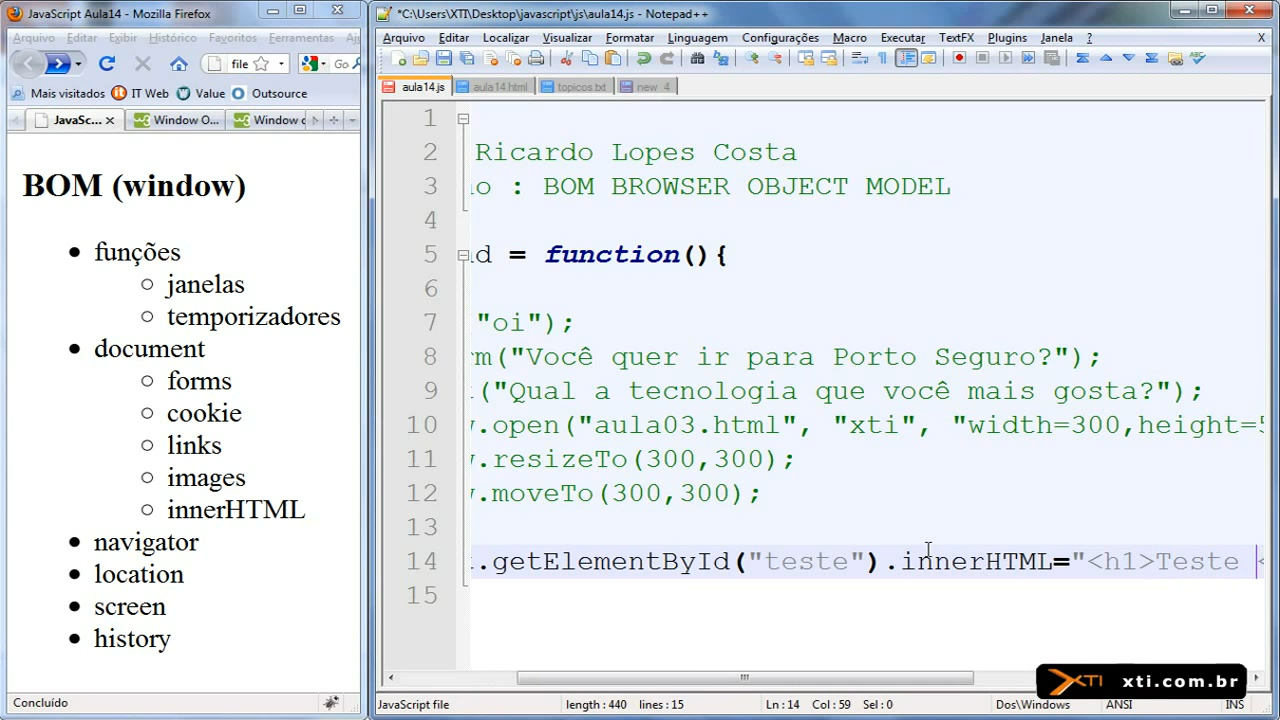 JavaScript Aula14 - Mozilla Firefox
Arquivo Editar Exibir Histórico Favoritos Ferramentas
file
Go
Mais visitados IT Web Value Outsource
JavaSc... Window O... Window
BOM (window)
funções
janelas
temporizadores
document
forms
cookie
links
images
innerHTML
navigator
location
screen
history
Concluído
*C:\Users\XTI\Desktop\javascript\js\aula14.js - Notepad++
Arquivo Editar Localizar Visualizar Formatar Linguagem Configurações Macro Executar TextFX Plugins Janela ? X
aula14.js aula14.html topicos.txt new 4
1
2 Ricardo Lopes Costa
3 o : BOM BROWSER OBJECT MODEL
4
5 d = function(){
6
7 "oi");
8 rm("Você quer ir para Porto Seguro?");
9 ("Qual a tecnologia que você mais gosta?");
10 .open("aula03.html", "xti", "width=300,height=5
11 .resizeTo(300,300);
12 .moveTo(300,300);
13
14 .getElementById("teste").innerHTML="<h1>Teste <
15
XTI xti.com.br
JavaScript file length : 440 lines : 15 Ln : 14 Col : 59 Sel : 0 Dos\Windows ANSI INS